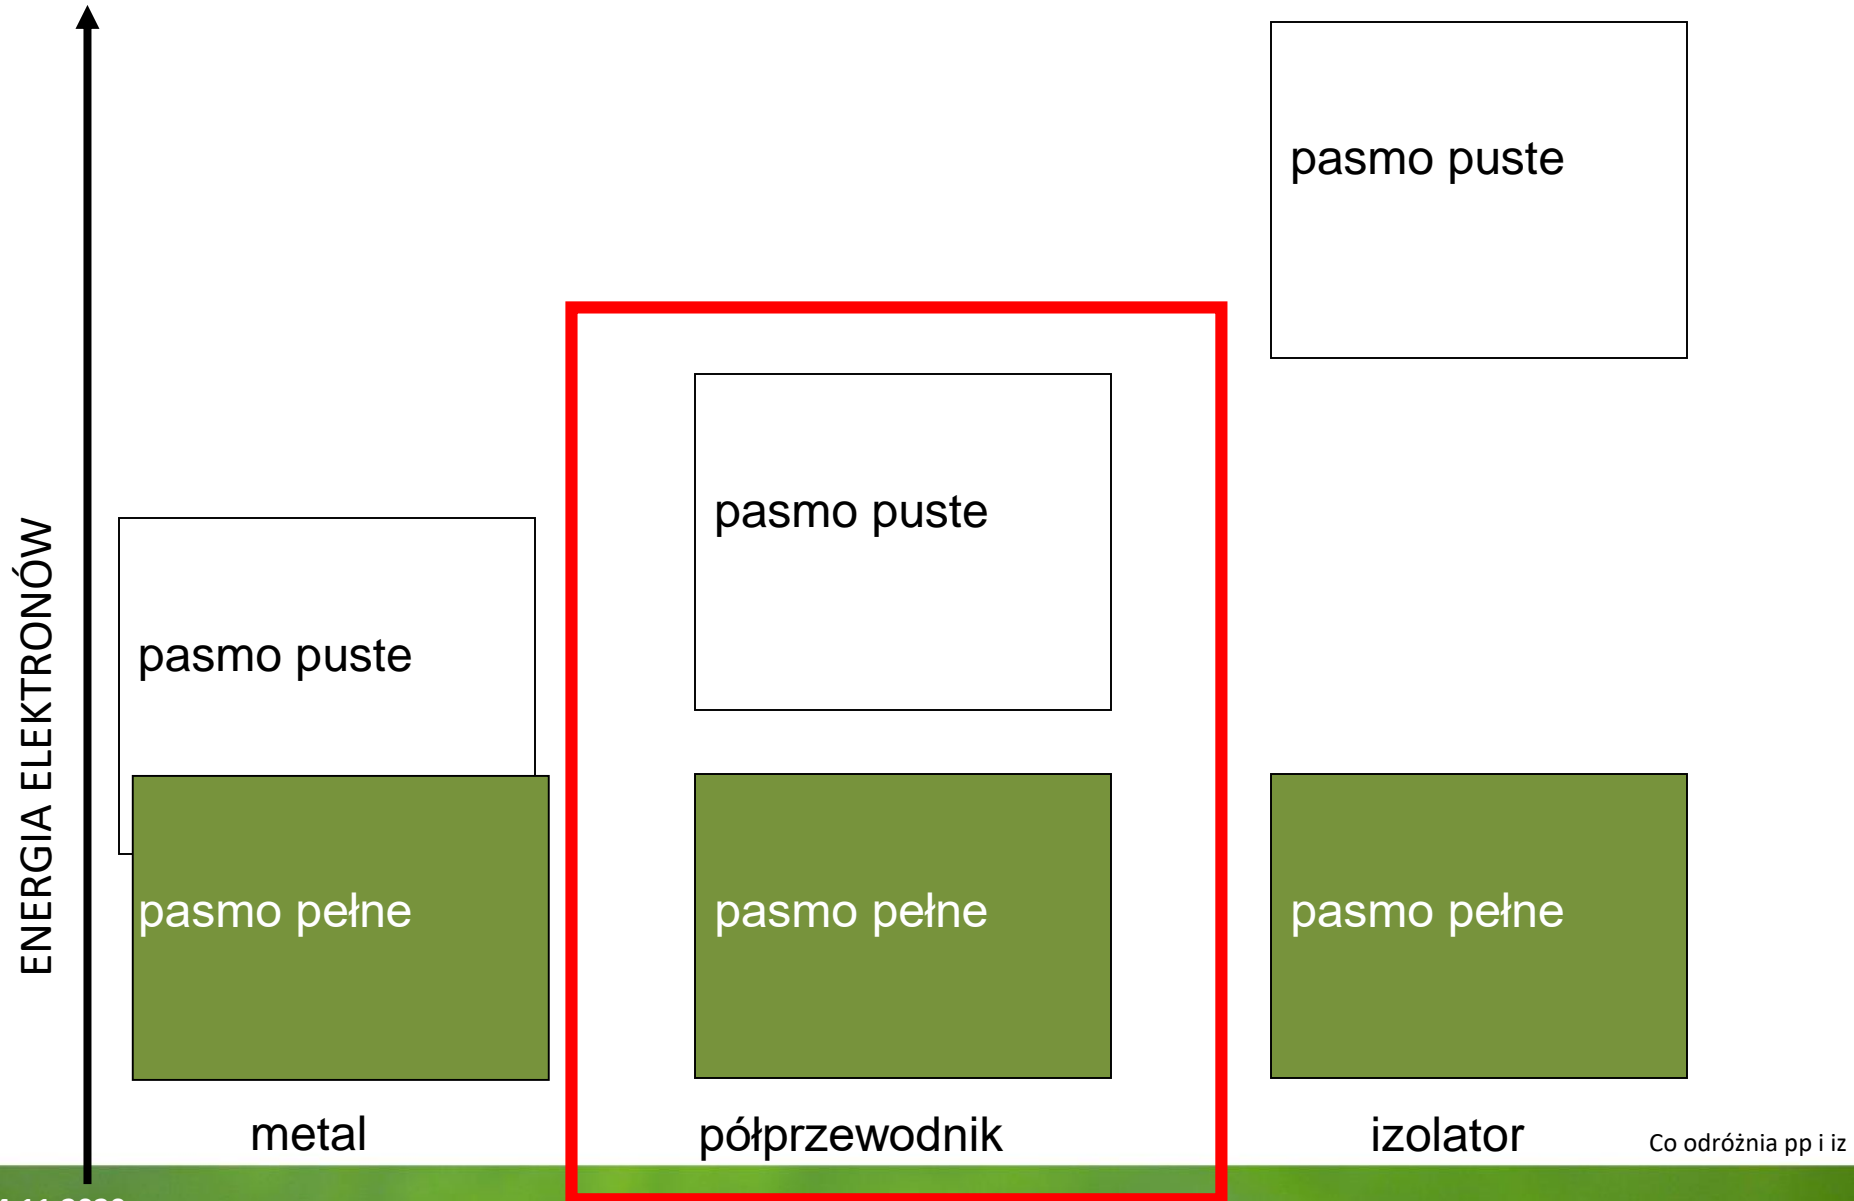 pasmo puste
pasmo puste
ENERGIA ELEKTRONÓW
pasmo puste
pasmo pełne
pasmo pełne
pasmo pełne
metal
półprzewodnik
izolator
Co odróżnia pp i iz